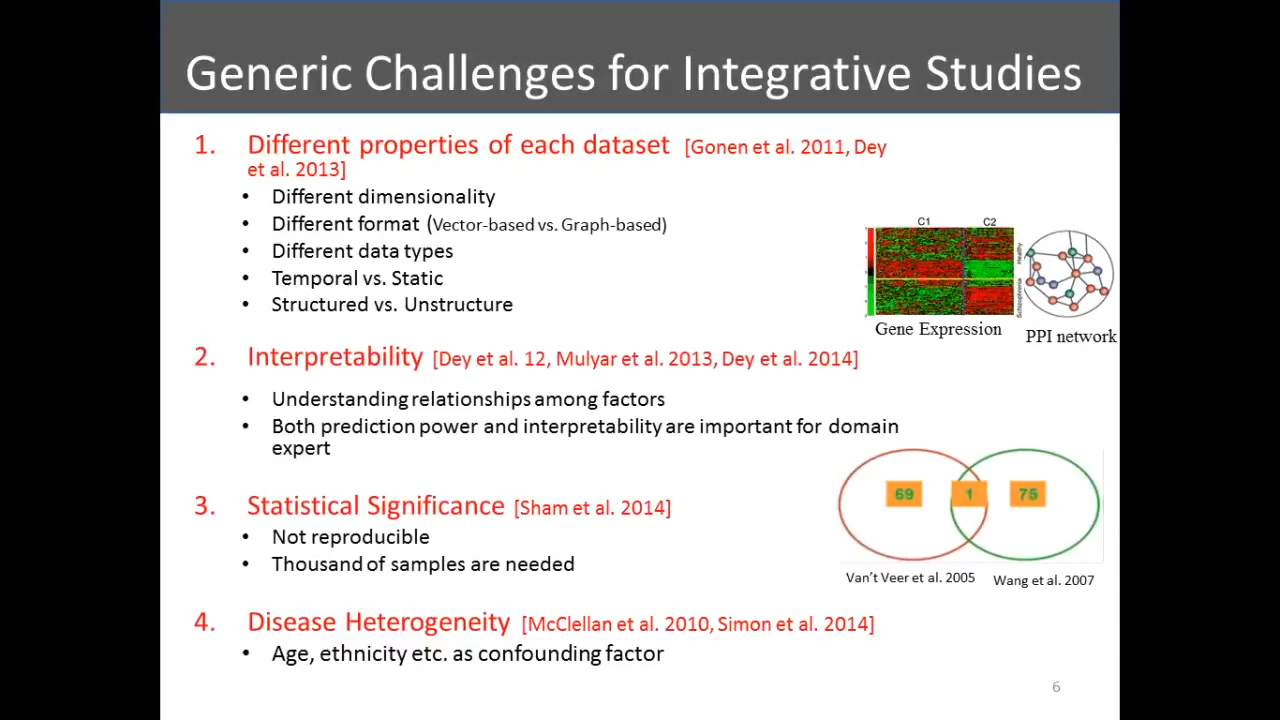 Generic Challenges for Integrative Studies
1. Different properties of each dataset [Gonen et al. 2011, Dey
et al. 2013]
• Different dimensionality
• Different format (Vector-based vs. Graph-based)
• Different data types
• Temporal vs. Static
• Structured vs. Unstructure
C1 C2
Healthy
Schizophrenia
Gene Expression
PPI network
2. Interpretability [Dey et al. 12, Mulyar et al. 2013, Dey et al. 2014]
• Understanding relationships among factors
• Both prediction power and interpretability are important for domain
expert
3. Statistical Significance [Sham et al. 2014]
• Not reproducible
• Thousand of samples are needed
69 1 75
Van't Veer et al. 2005 Wang et al. 2007
4. Disease Heterogeneity [McClellan et al. 2010, Simon et al. 2014]
• Age, ethnicity etc. as confounding factor
6